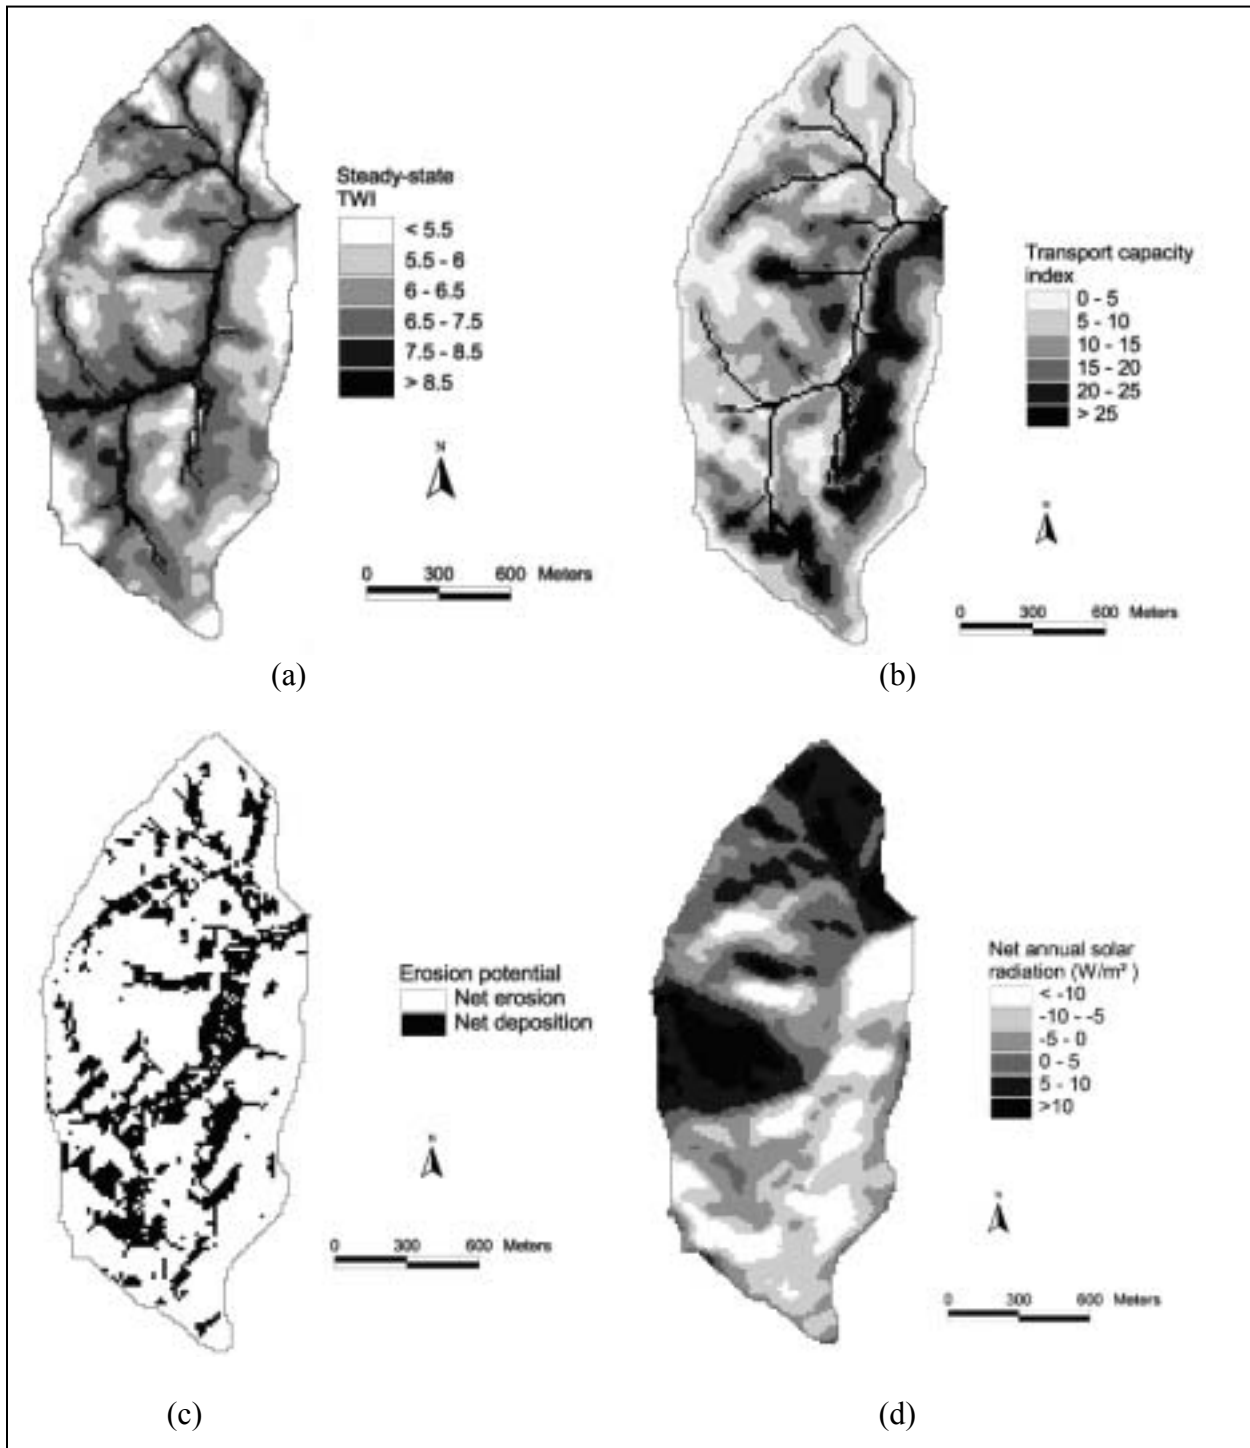 Steady-state
TWI
< 5.5
5.5 - 6
6 - 6.5
6.5 - 7.5
7.5 - 8.5
> 8.5
N
0 300 600 Meters
(a)
Transport capacity
index
0 - 5
5 - 10
10 - 15
15 - 20
20 - 25
> 25
N
0 300 600 Meters
(b)
Erosion potential
Net erosion
Net deposition
N
0 300 600 Meters
(c)
Net annual solar
radiation (W/m²)
< -10
-10 - -5
-5 - 0
0 - 5
5 - 10
>10
N
0 300 600 Meters
(d)